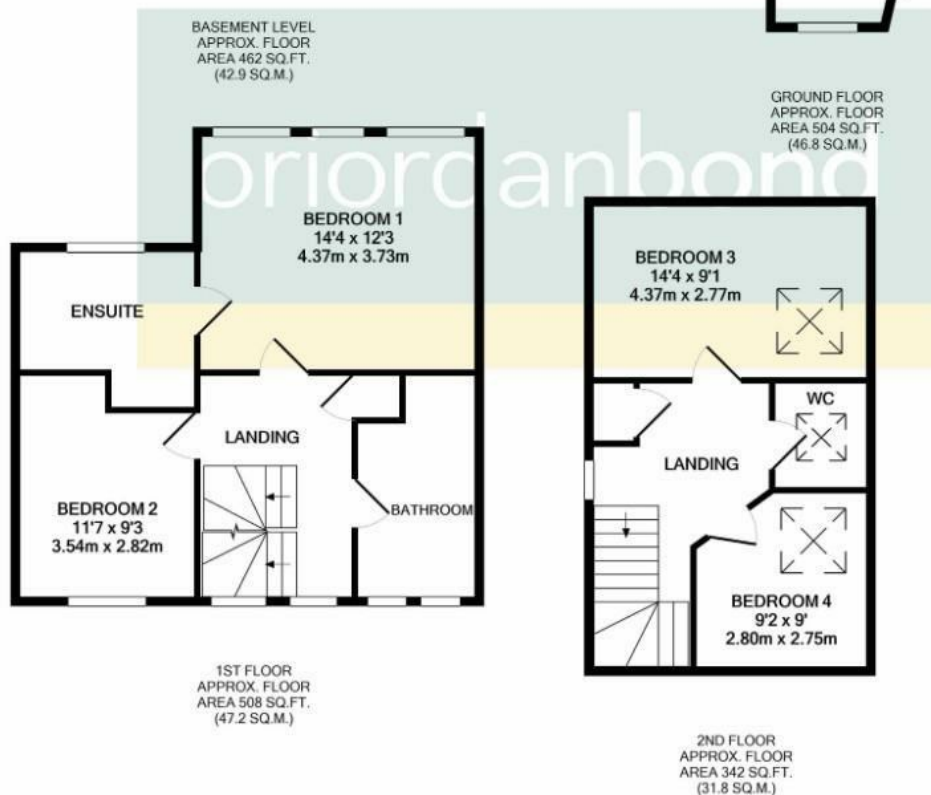 BASEMENT LEVEL
APPROX. FLOOR
AREA 462 SQ.FT.
(42.9 SQ.M.)
GROUND FLOOR
APPROX. FLOOR
AREA 504 SQ.FT.
(46.8 SQ.M.)
oriordanbond
BEDROOM 1
14'4 x 12'3
4.37m x 3.73m
ENSUITE
LANDING
BEDROOM 2
11'7 x 9'3
3.54m x 2.82m
BATHROOM
1ST FLOOR
APPROX. FLOOR
AREA 508 SQ.FT.
(47.2 SQ.M.)
BEDROOM 3
14'4 x 9'1
4.37m x 2.77m
WC
LANDING
BEDROOM 4
9'2 x 9'
2.80m x 2.75m
2ND FLOOR
APPROX. FLOOR
AREA 342 SQ.FT.
(31.8 SQ.M.)